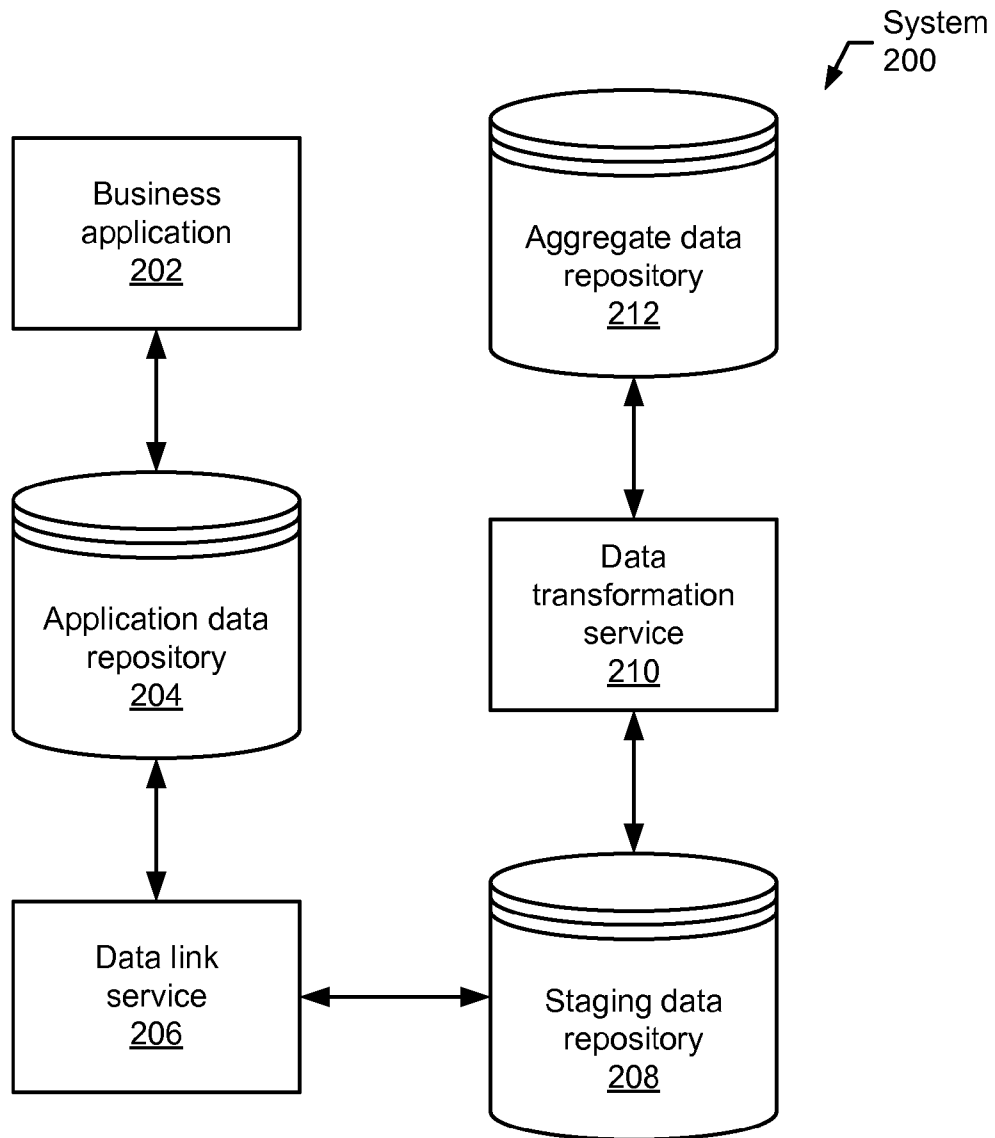 System
200
Business
application
202
Aggregate data
repository
212
Application data
repository
204
Data
transformation
service
210
Data link
service
206
Staging data
repository
208